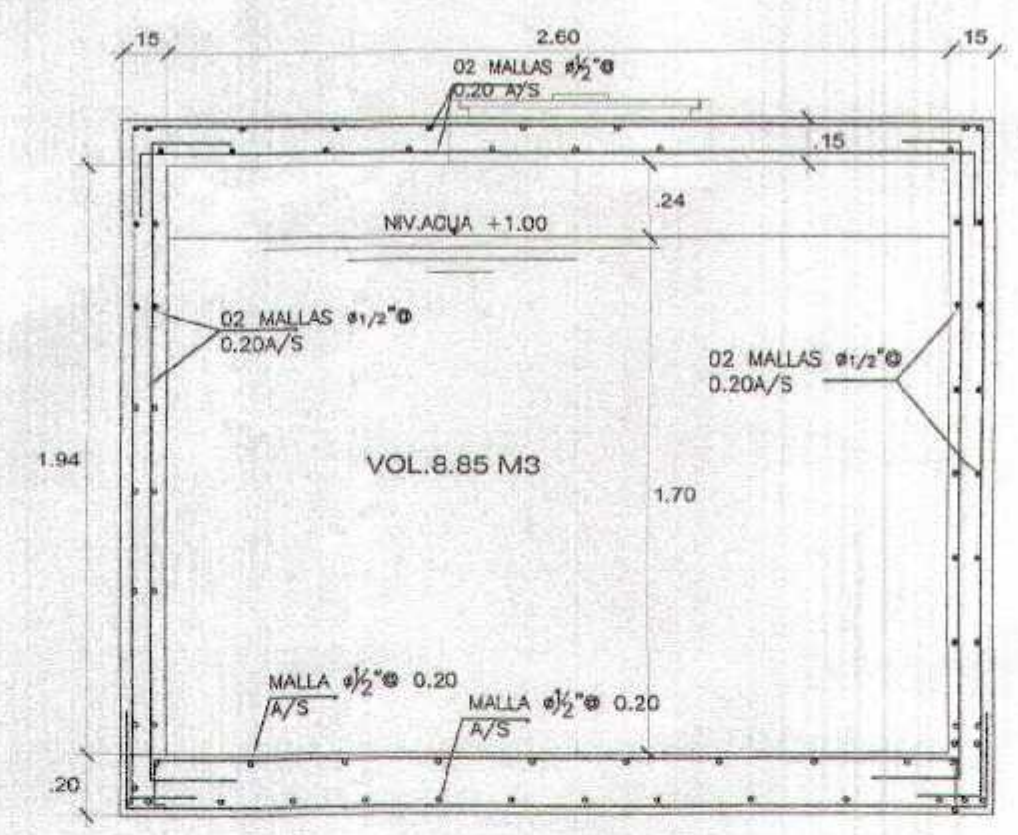 15 2.60 15
02 MALLAS ø1/2"@
0.20 A/S
.15
.24
NIV.AGUA +1.00
02 MALLAS ø1/2"@
0.20A/S
02 MALLAS ø1/2"@
0.20A/S
1.94
VOL.8.85 M3
1.70
MALLA ø1/2"@ 0.20
A/S
MALLA ø1/2"@ 0.20
A/S
.20